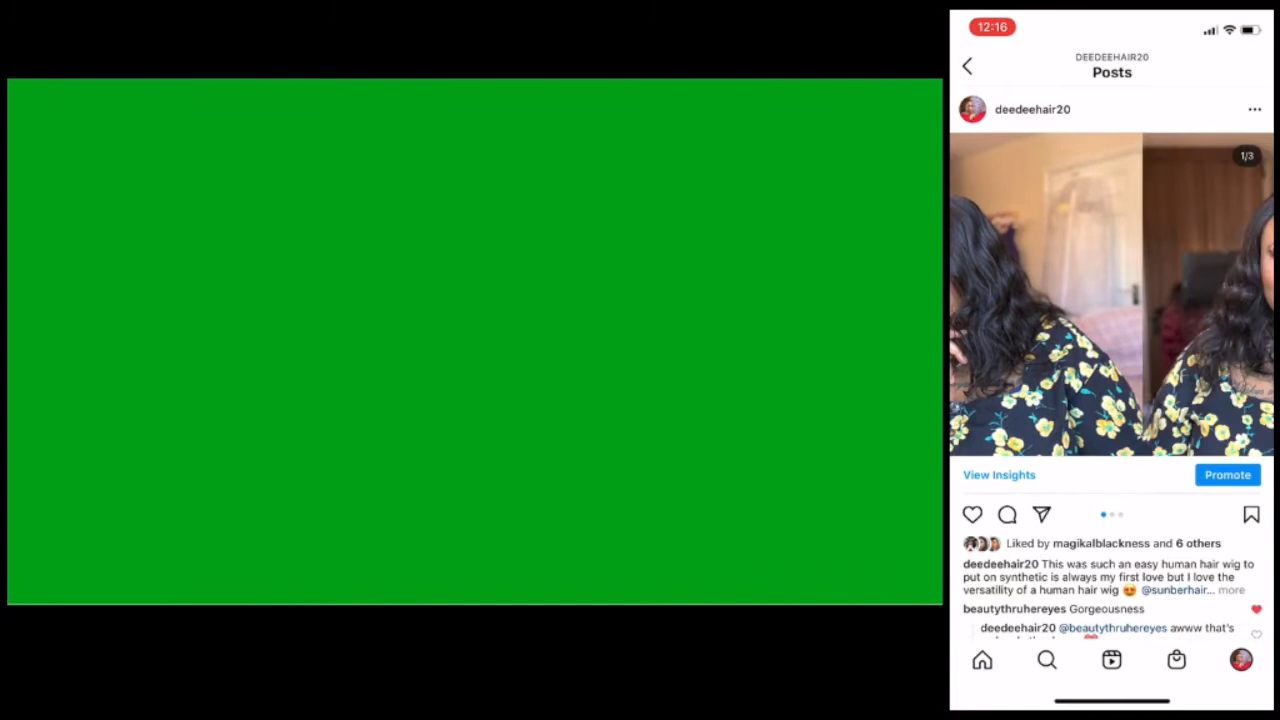 12:16
DEEDEEHAIR20
Posts
deedeehair20
1/3
View Insights
Promote
Liked by magikalblackness and 6 others
deedeehair20 This was such an easy human hair wig to
put on synthetic is always my first love but I love the
versatility of a human hair wig 😍 @sunberhair... more
beautythruhereyes Gorgeousness
deedeehair20 @beautythruhereyes awww that's